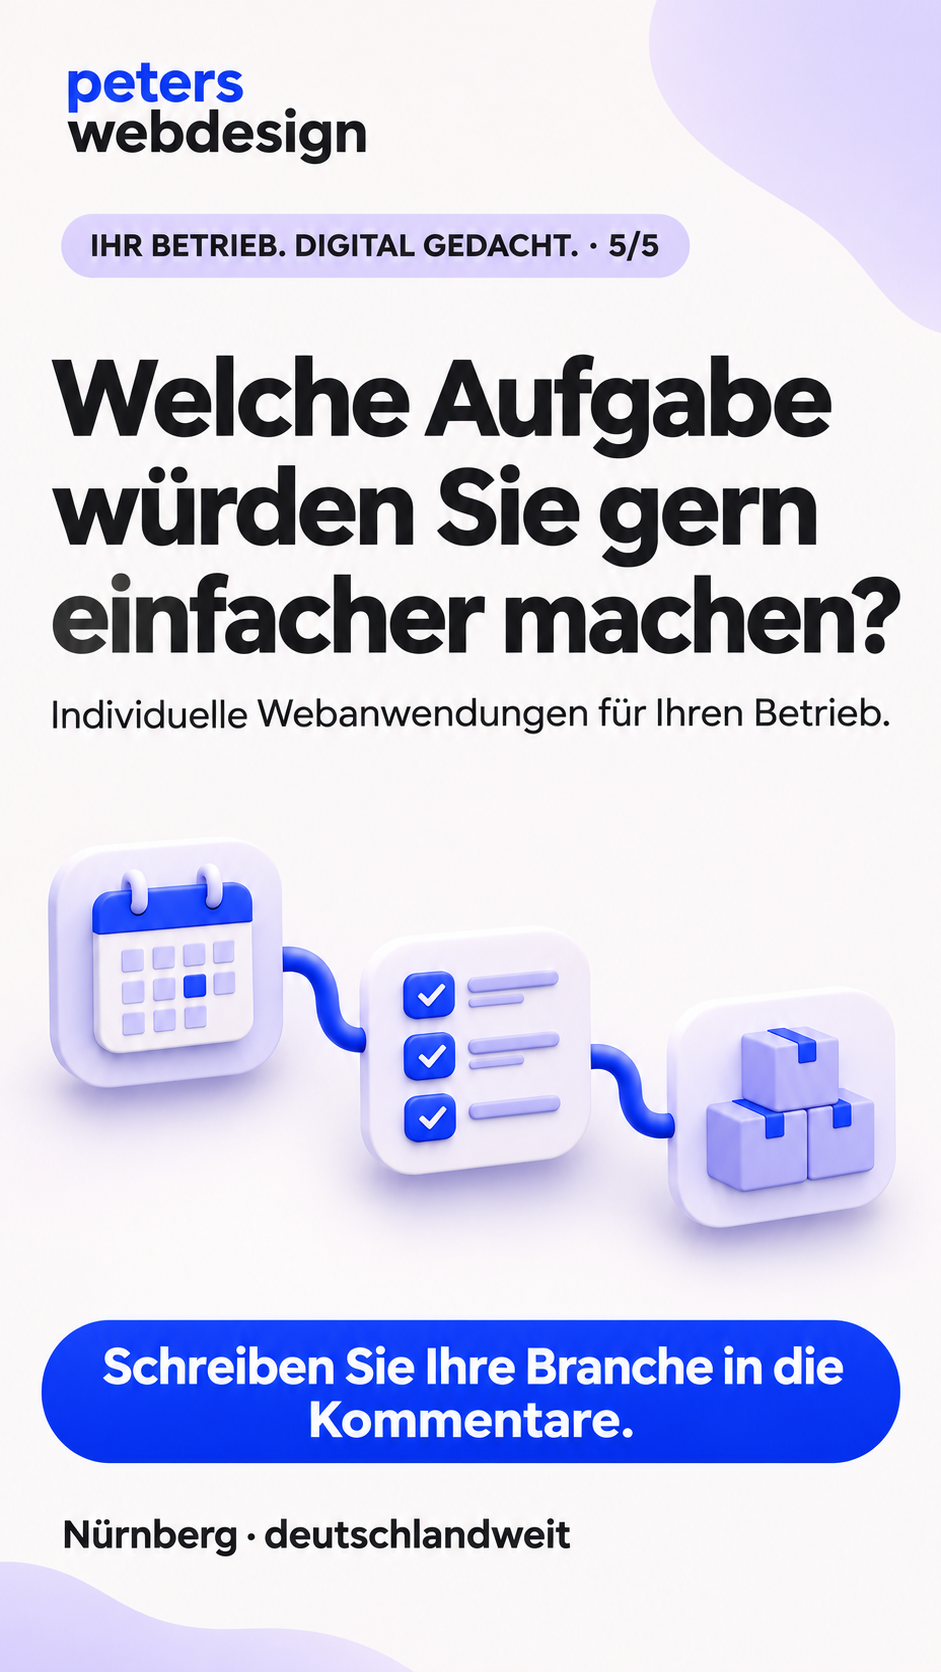 peters
webdesign
IHR BETRIEB. DIGITAL GEDACHT. · 5/5
Welche Aufgabe
würden Sie gern
einfacher machen?
Individuelle Webanwendungen für Ihren Betrieb.
Schreiben Sie Ihre Branche in die
Kommentare.
Nürnberg · deutschlandweit